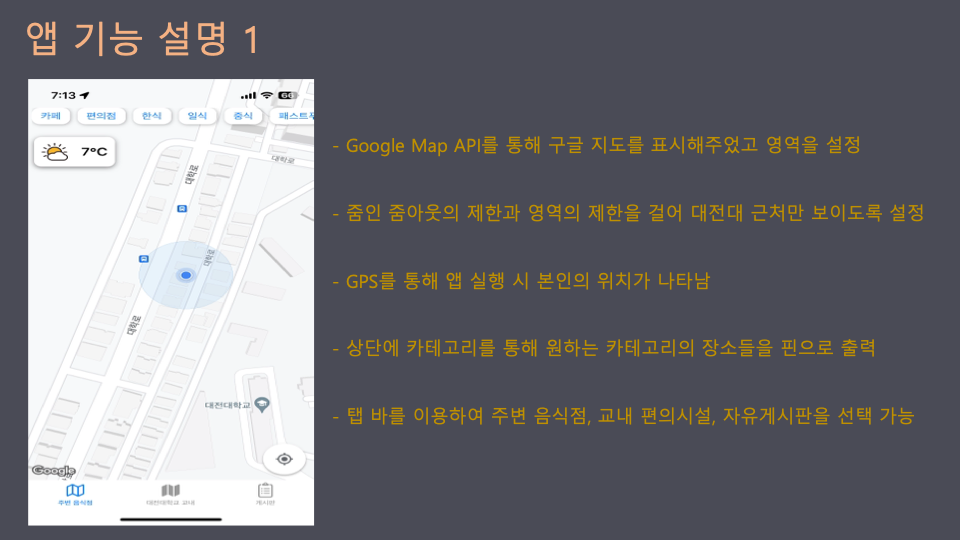 앱 기능 설명 1
7:13
66
카페 편의점 한식 일식 중식 패스트푸
7°C
대학로
대학로
- Google Map API를 통해 구글 지도를 표시해주었고 영역을 설정
- 줌인 줌아웃의 제한과 영역의 제한을 걸어 대전대 근처만 보이도록 설정
대학로
- GPS를 통해 앱 실행 시 본인의 위치가 나타남
대학로
- 상단에 카테고리를 통해 원하는 카테고리의 장소들을 핀으로 출력
대전대학교
- 탭 바를 이용하여 주변 음식점, 교내 편의시설, 자유게시판을 선택 가능
Google
주변 음식점 대전대학교 교내 게시판